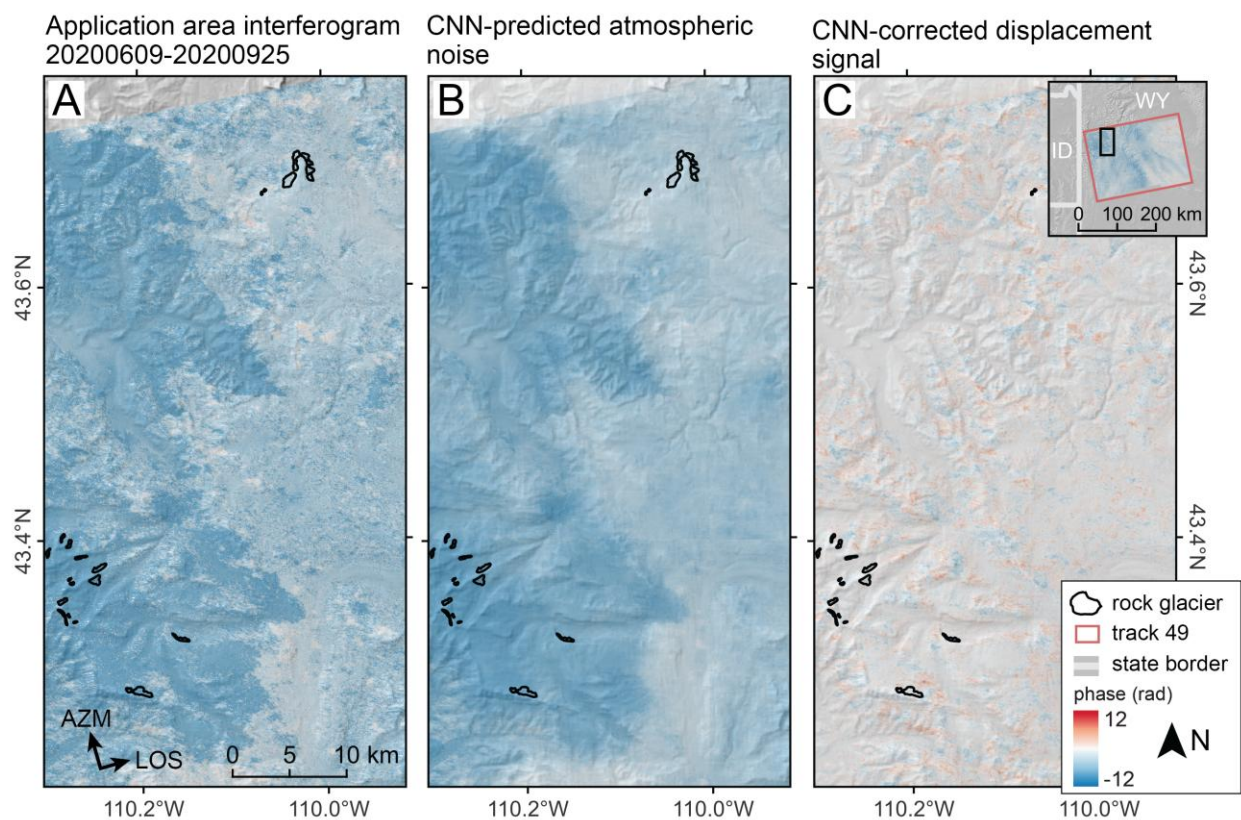 Application area interferogram
20200609-20200925
CNN-predicted atmospheric
noise
CNN-corrected displacement
signal
A
B
C
WY
ID
0 100 200 km
43.6°N
43.6°N
43.4°N
43.4°N
AZM
LOS
0 5 10 km
rock glacier
track 49
state border
phase (rad)
12
-12
N
110.2°W
110.0°W
110.2°W
110.0°W
110.2°W
110.0°W